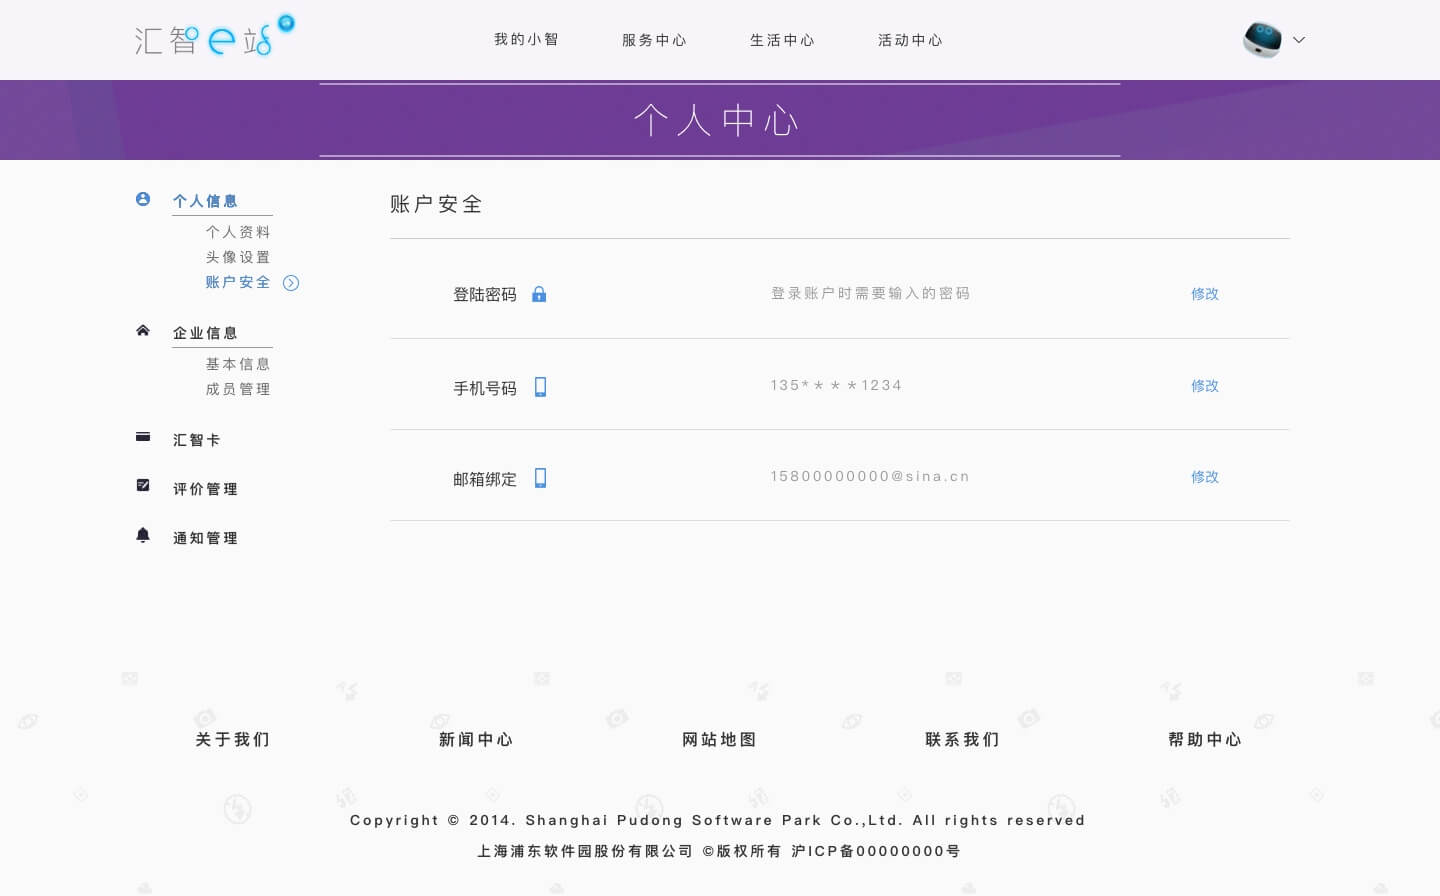 汇智e站
我的小智
服务中心
生活中心
活动中心
个人中心
个人信息
个人资料
头像设置
账户安全
企业信息
基本信息
成员管理
汇智卡
评价管理
通知管理
账户安全
登陆密码
登录账户时需要输入的密码
修改
手机号码
135****1234
修改
邮箱绑定
15800000000@sina.cn
修改
关于我们
新闻中心
网站地图
联系我们
帮助中心
Copyright © 2014. Shanghai Pudong Software Park Co.,Ltd. All rights reserved
上海浦东软件园股份有限公司 ©版权所有 沪ICP备00000000号